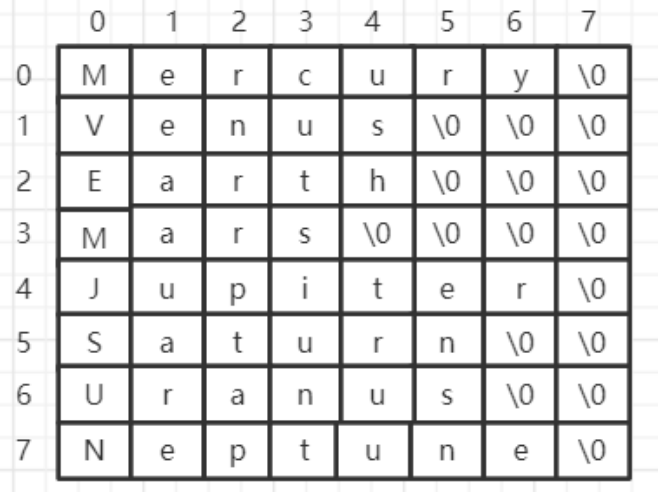 0 1 2 3 4 5 6 7
0 M e r c u r y \0
1 V e n u s \0 \0 \0
2 E a r t h \0 \0 \0
3 M a r s \0 \0 \0 \0
4 J u p i t e r \0
5 S a t u r n \0 \0
6 U r a n u s \0 \0
7 N e p t u n e \0